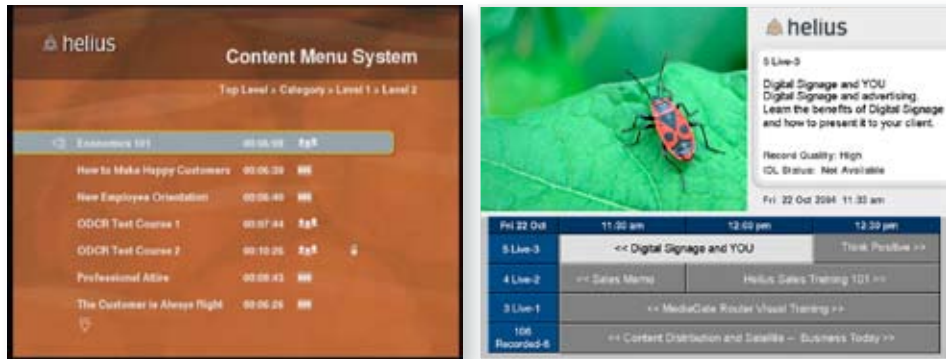 helius
Content Menu System
Top Level » Category » Level 1 » Level 2
Economics 101
How to Make Happy Customers 00:06:39
New Employee Orientation 00:06:40
ODCR Test Course 1 00:07:44
ODCR Test Course 2 00:10:26
Professional Attire 00:08:43
The Customer is Always Right 00:06:26
helius
5 Live-3
Digital Signage and YOU
Digital Signage and advertising.
Learn the benefits of Digital Signage
and how to present it to your client.
Record Quality: High
IDL Status: Not Available
Fri 22 Oct 2004 11:33 am
Fri 22 Oct 11:30 am 12:00 pm 12:30 pm
5 Live-3 << Digital Signage and YOU Think Positive >>
4 Live-2 << Sales Memo Helius Sales Training 101 >>
3 Live-1 << MediaGate Router Visual Training >>
106
Recorded-6 << Content Distribution and Satellite -- Business Today >>